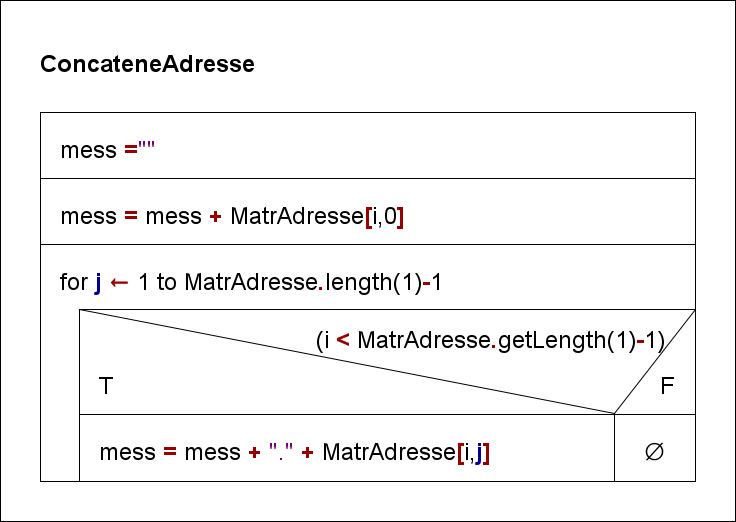 ConcateneAdresse
mess =""
mess = mess + MatrAdresse[i,0]
for j ← 1 to MatrAdresse.length(1)-1
(i < MatrAdresse.getLength(1)-1)
T F
mess = mess + "." + MatrAdresse[i,j] ∅